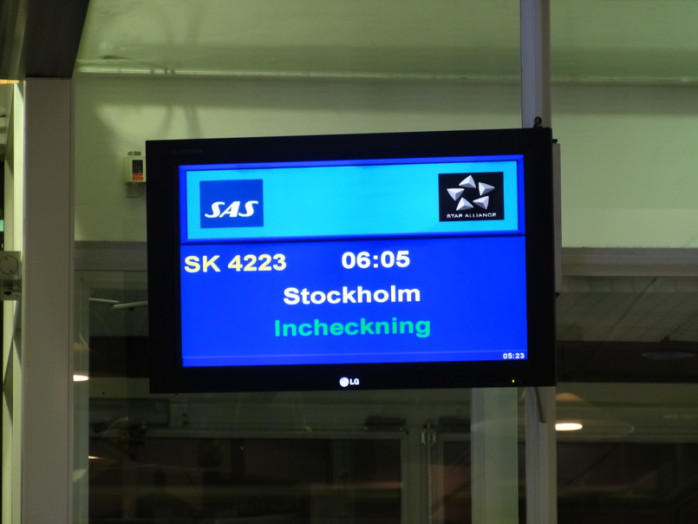 SAS
STAR ALLIANCE
SK 4223 06:05
Stockholm
Incheckning
05:23
LG